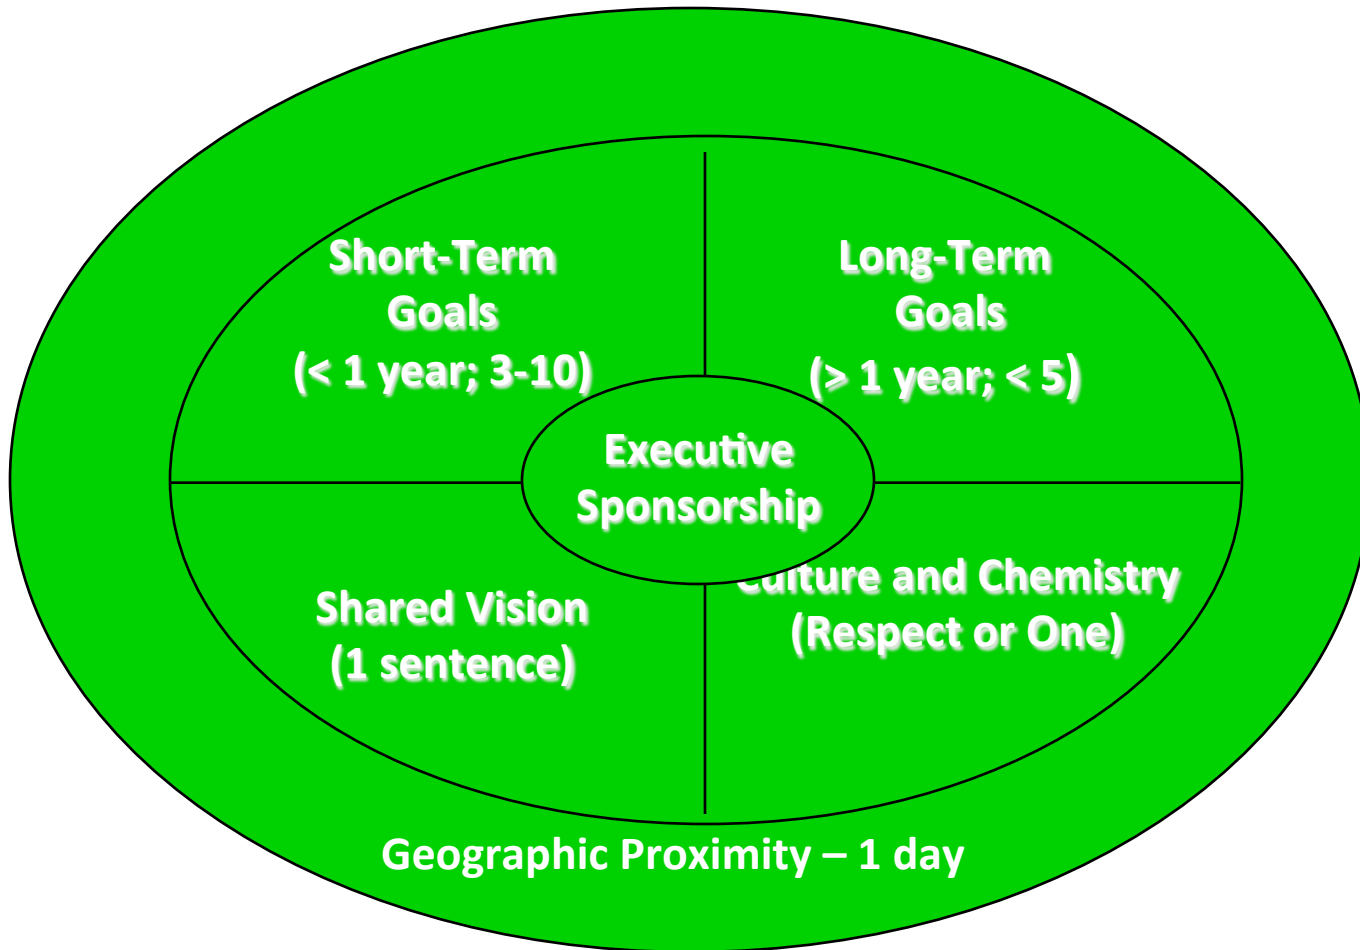 Short-Term
Goals
(< 1 year; 3-10)
Long-Term
Goals
(> 1 year; < 5)
Executive
Sponsorship
Shared Vision
(1 sentence)
Culture and Chemistry
(Respect or One)
Geographic Proximity – 1 day